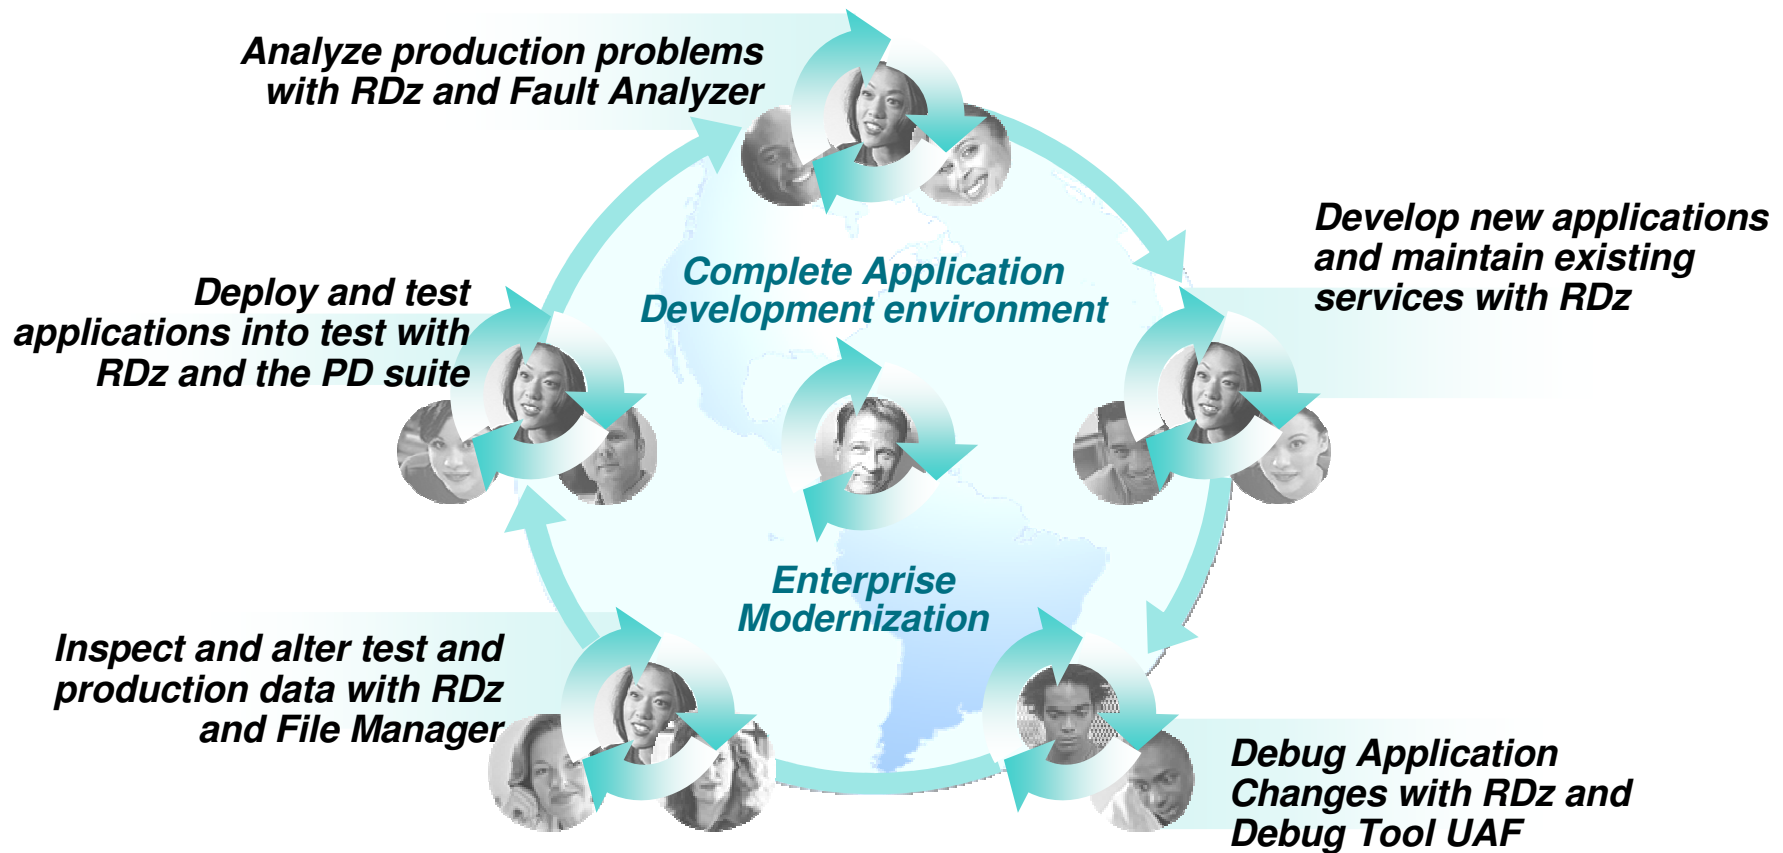 Analyze production problems
with RDz and Fault Analyzer
Develop new applications
and maintain existing
services with RDz
Complete Application
Development environment
Deploy and test
applications into test with
RDz and the PD suite
Enterprise
Modernization
Inspect and alter test and
production data with RDz
and File Manager
Debug Application
Changes with RDz and
Debug Tool UAF